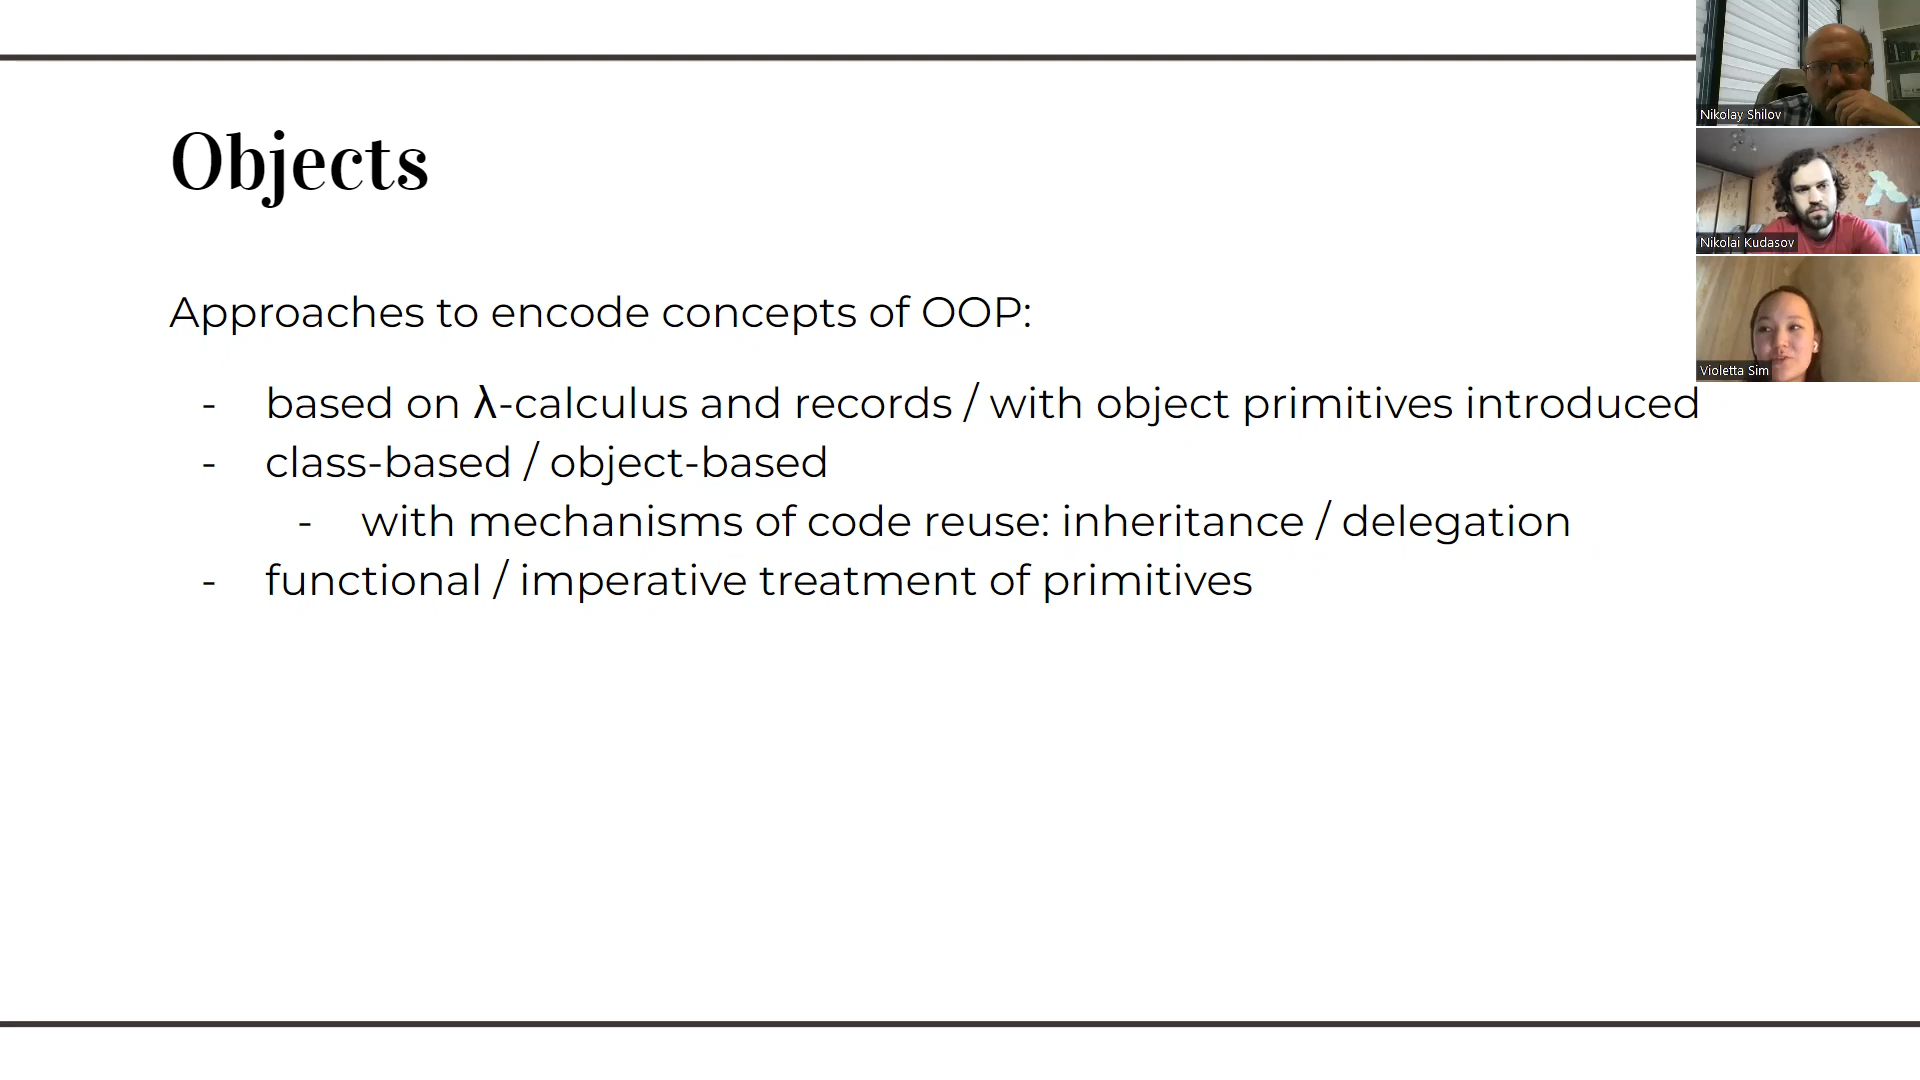 Objects
Approaches to encode concepts of OOP:
- based on λ-calculus and records / with object primitives introduced
- class-based / object-based
- with mechanisms of code reuse: inheritance / delegation
- functional / imperative treatment of primitives
Nikolay Shilov
Nikolai Kudasov
Violetta Sim